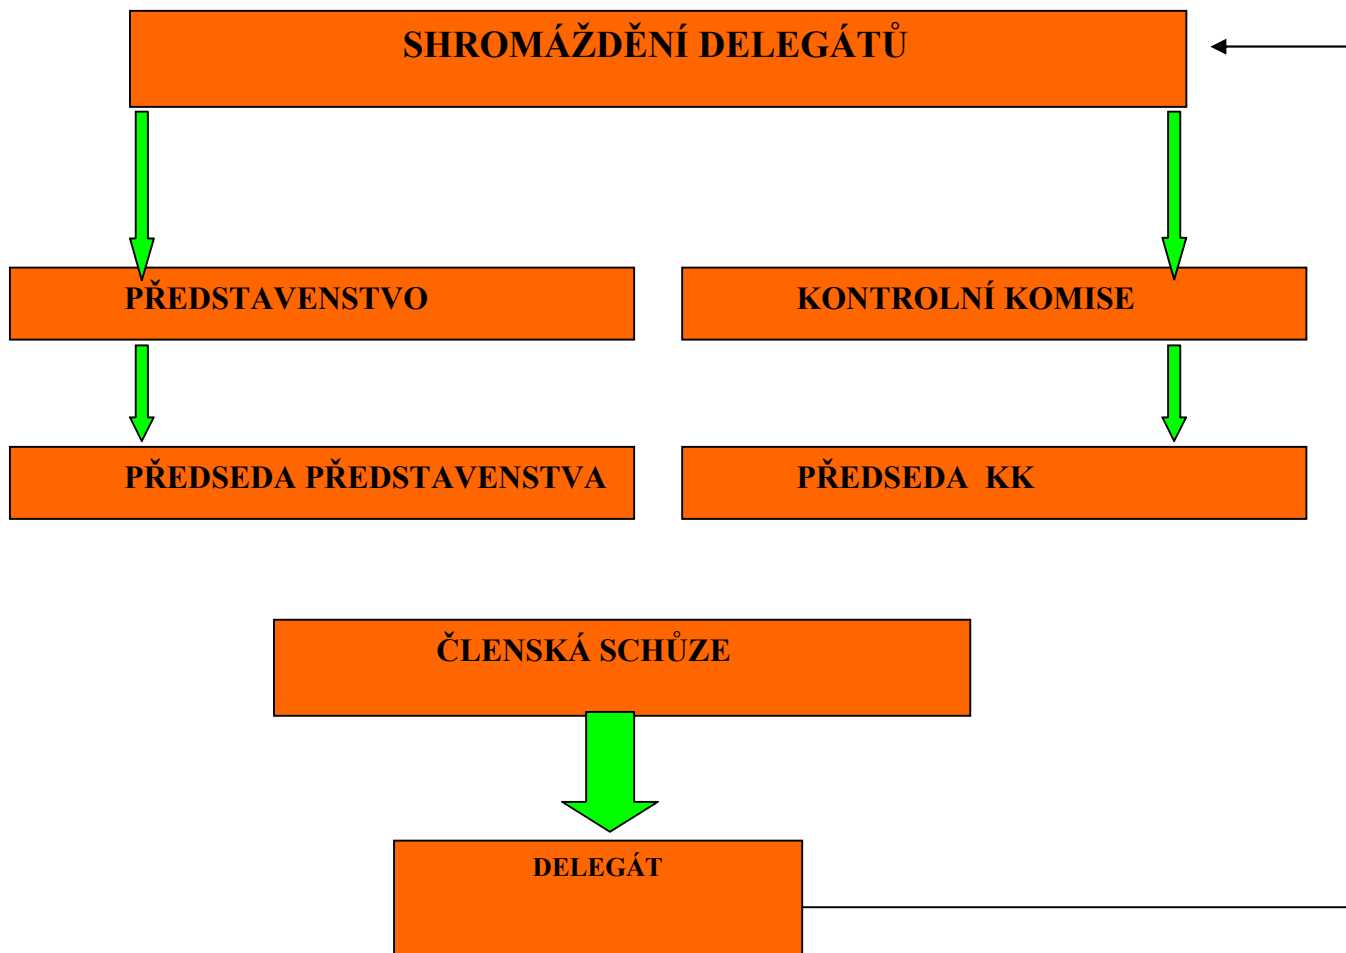 SHROMÁŽDĚNÍ DELEGÁTŮ
PŘEDSTAVENSTVO
KONTROLNÍ KOMISE
PŘEDSEDA PŘEDSTAVENSTVA
PŘEDSEDA KK
ČLENSKÁ SCHŮZE
DELEGÁT